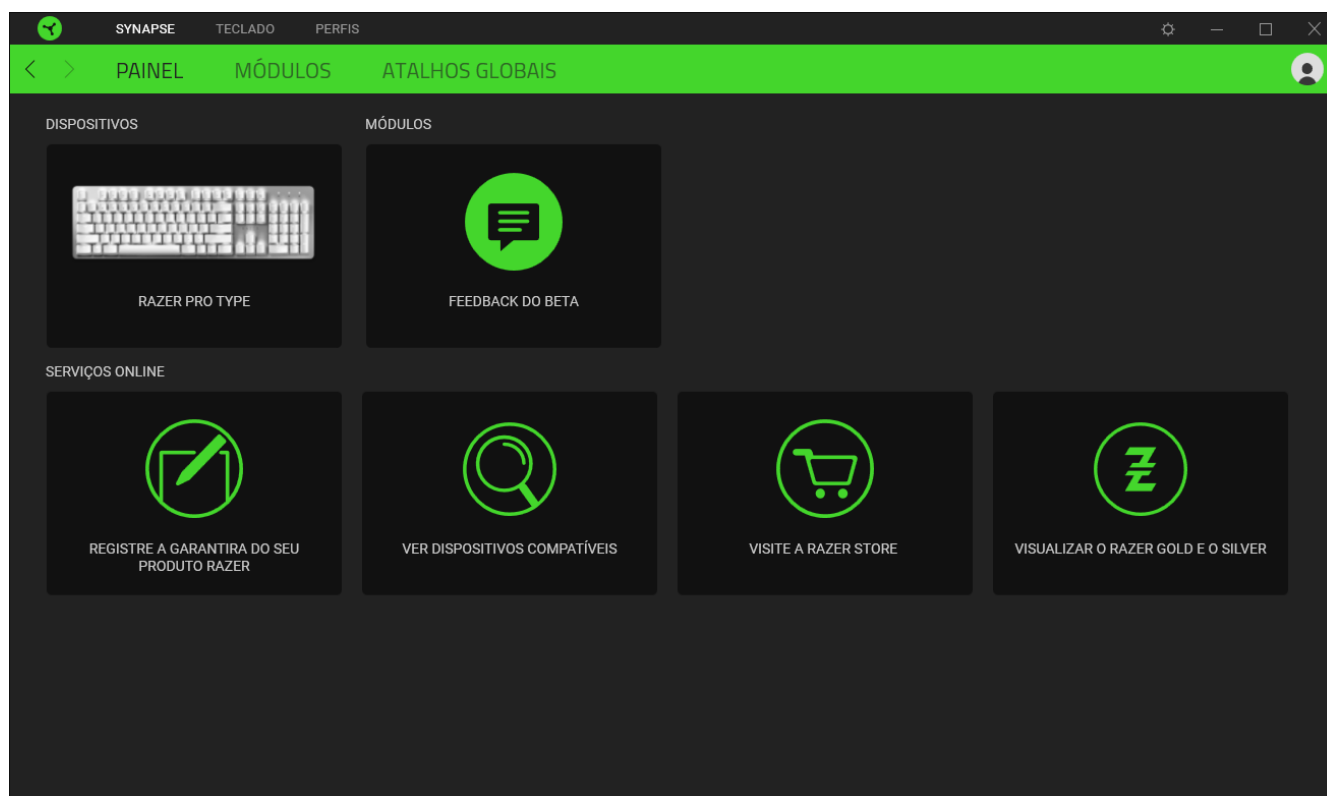 SYNAPSE TECLADO PERFIS
PAINEL MÓDULOS ATALHOS GLOBAIS
DISPOSITIVOS MÓDULOS
RAZER PRO TYPE
FEEDBACK DO BETA
SERVIÇOS ONLINE
REGISTRE A GARANTIRA DO SEU
PRODUTO RAZER
VER DISPOSITIVOS COMPATÍVEIS
VISITE A RAZER STORE
VISUALIZAR O RAZER GOLD E O SILVER